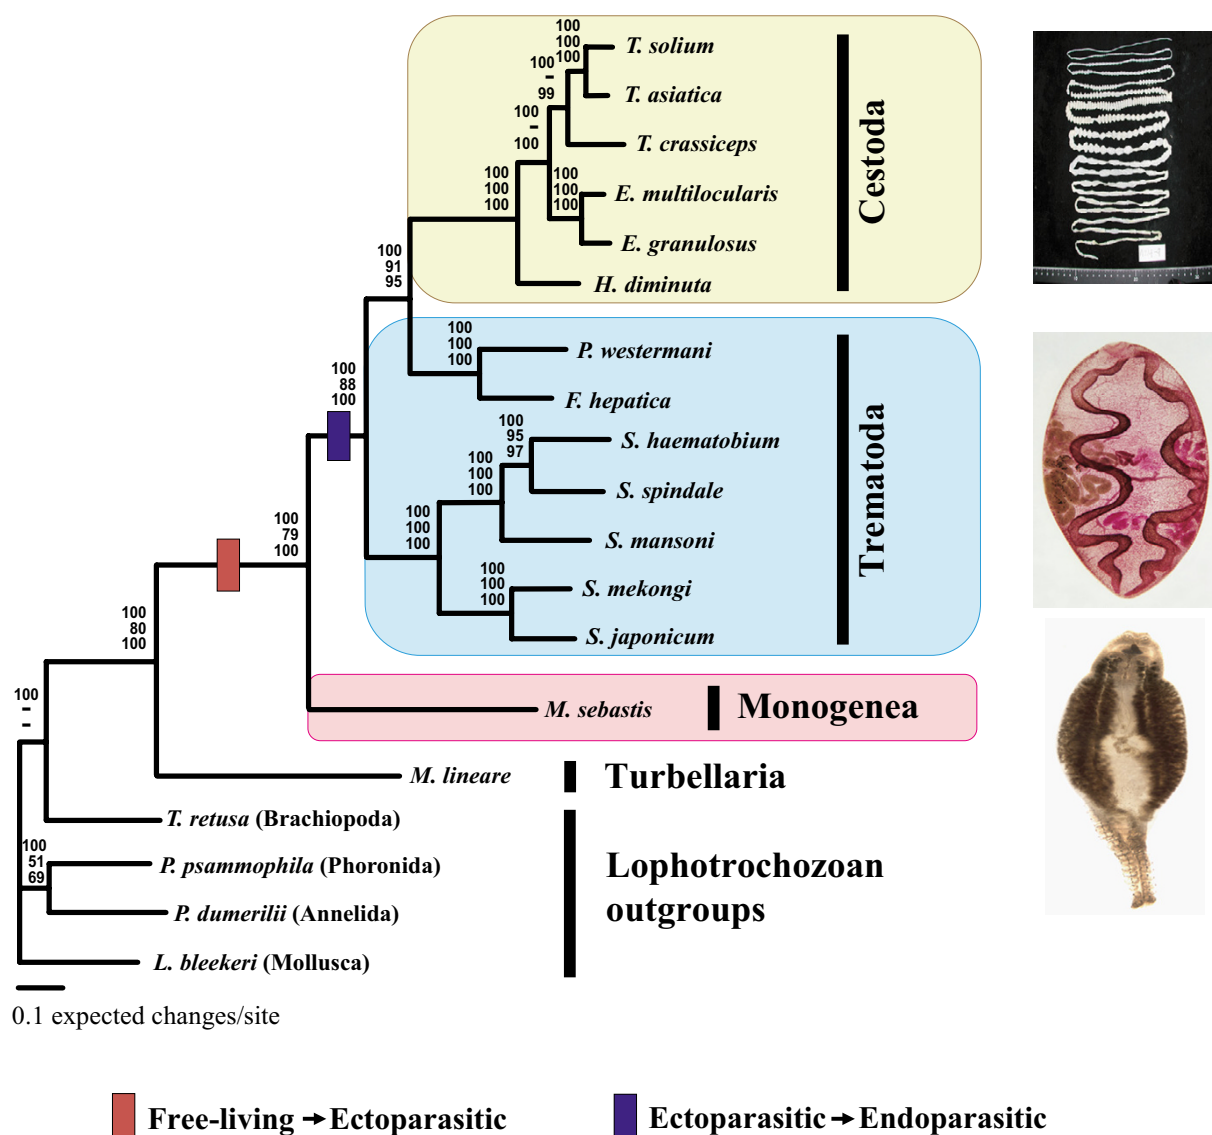 100
100
100
T. solium
T. asiatica
100
-
99
T. crassiceps
100
-
100
100
100
100
E. multilocularis
E. granulosus
100
100
100
H. diminuta
Cestoda
100
91
95
100
100
100
P. westermani
F. hepatica
100
88
100
100
95
97
S. haematobium
S. spindale
100
100
100
S. mansoni
100
100
100
100
100
100
S. mekongi
S. japonicum
Trematoda
100
79
100
M. sebastis
Monogenea
100
80
100
M. lineare
Turbellaria
100
-
-
T. retusa (Brachiopoda)
100
51
69
P. psammophila (Phoronida)
P. dumerilii (Annelida)
L. bleekeri (Mollusca)
Lophotrochozoan
outgroups
0.1 expected changes/site
Free-living → Ectoparasitic
Ectoparasitic → Endoparasitic